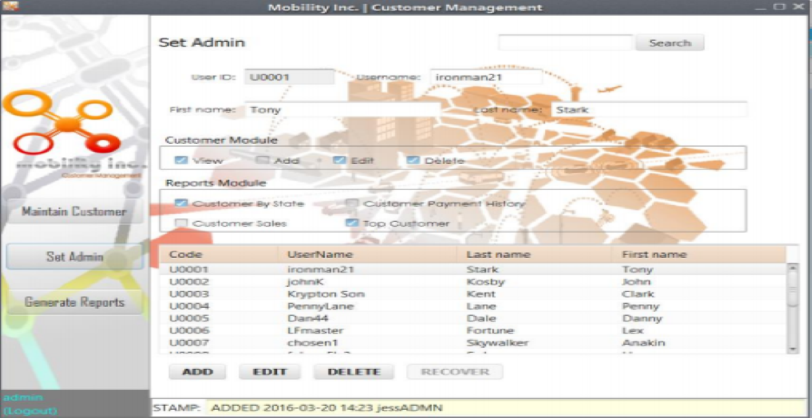 Mobility Inc. | Customer Management
Set Admin
Search
User ID: U0001 Username: ironman21
First name: Tony Last name: Stark
Customer Module
View Add Edit Delete
Reports Module
Customer By State Customer Payment History
Customer Sales Top Customer
mobility inc.
Customer Management
Maintain Customer
Set Admin
Generate Reports
Code UserName Last name First name
U0001 ironman21 Stark Tony
U0002 johnK Kosby John
U0003 Krypton Son Kent Clark
U0004 PennyLane Lane Penny
U0005 Dan44 Dale Danny
U0006 LFmaster Fortune Lex
U0007 chosen1 Skywalker Anakin
ADD EDIT DELETE RECOVER
admin
(Logout)
STAMP: ADDED 2016-03-20 14:23 jessADMN